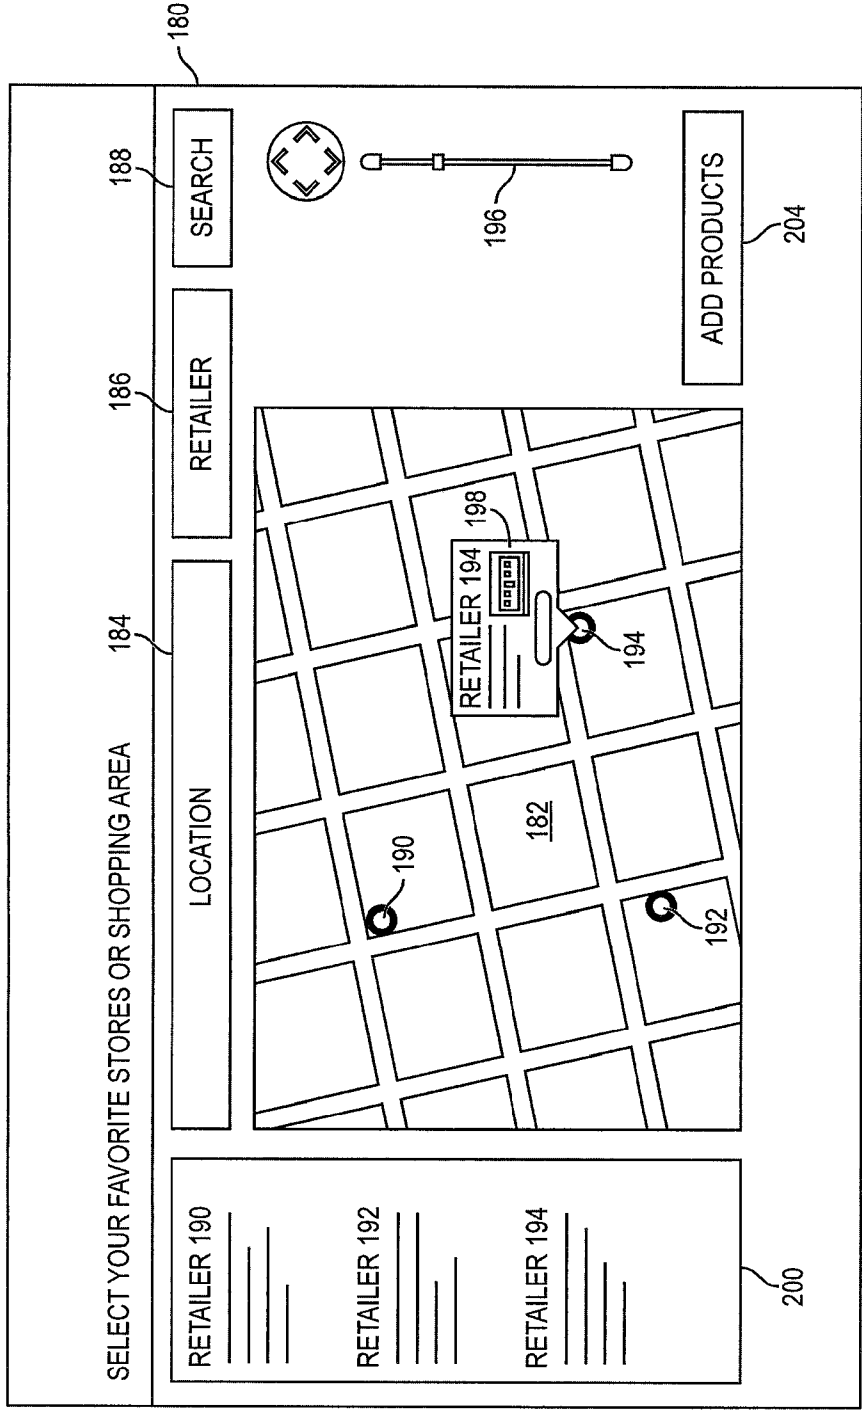 180
SELECT YOUR FAVORITE STORES OR SHOPPING AREA
184
186
188
LOCATION
RETAILER
SEARCH
RETAILER 190
RETAILER 192
RETAILER 194
200
190
192
182
RETAILER 194
198
194
196
ADD PRODUCTS
204